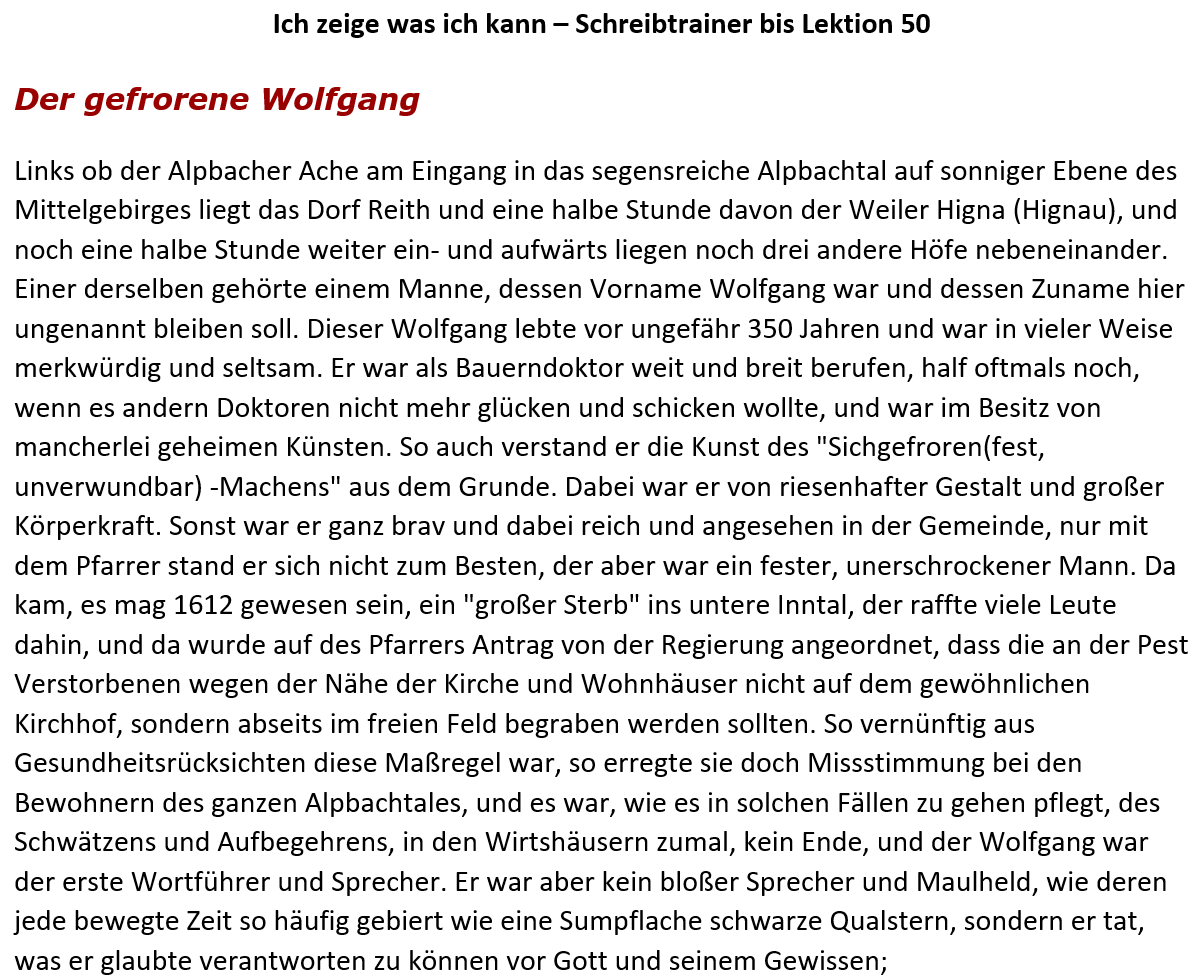 Ich zeige was ich kann – Schreibtrainer bis Lektion 50
Der gefrorene Wolfgang
Links ob der Alpbacher Ache am Eingang in das segensreiche Alpbachtal auf sonniger Ebene des
Mittelgebirges liegt das Dorf Reith und eine halbe Stunde davon der Weiler Higna (Hignau), und
noch eine halbe Stunde weiter ein- und aufwärts liegen noch drei andere Höfe nebeneinander.
Einer derselben gehörte einem Manne, dessen Vorname Wolfgang war und dessen Zuname hier
ungenannt bleiben soll. Dieser Wolfgang lebte vor ungefähr 350 Jahren und war in vieler Weise
merkwürdig und seltsam. Er war als Bauerndoktor weit und breit berufen, half oftmals noch,
wenn es andern Doktoren nicht mehr glücken und schicken wollte, und war im Besitz von
mancherlei geheimen Künsten. So auch verstand er die Kunst des "Sichgefroren(fest,
unverwundbar) -Machens" aus dem Grunde. Dabei war er von riesenhafter Gestalt und großer
Körperkraft. Sonst war er ganz brav und dabei reich und angesehen in der Gemeinde, nur mit
dem Pfarrer stand er sich nicht zum Besten, der aber war ein fester, unerschrockener Mann. Da
kam, es mag 1612 gewesen sein, ein "großer Sterb" ins untere Inntal, der raffte viele Leute
dahin, und da wurde auf des Pfarrers Antrag von der Regierung angeordnet, dass die an der Pest
Verstorbenen wegen der Nähe der Kirche und Wohnhäuser nicht auf dem gewöhnlichen
Kirchhof, sondern abseits im freien Feld begraben werden sollten. So vernünftig aus
Gesundheitsrücksichten diese Maßregel war, so erregte sie doch Missstimmung bei den
Bewohnern des ganzen Alpbachtales, und es war, wie es in solchen Fällen zu gehen pflegt, des
Schwätzens und Aufbegehrens, in den Wirtshäusern zumal, kein Ende, und der Wolfgang war
der erste Wortführer und Sprecher. Er war aber kein bloßer Sprecher und Maulheld, wie deren
jede bewegte Zeit so häufig gebiert wie eine Sumpflache schwarze Qualstern, sondern er tat,
was er glaubte verantworten zu können vor Gott und seinem Gewissen;